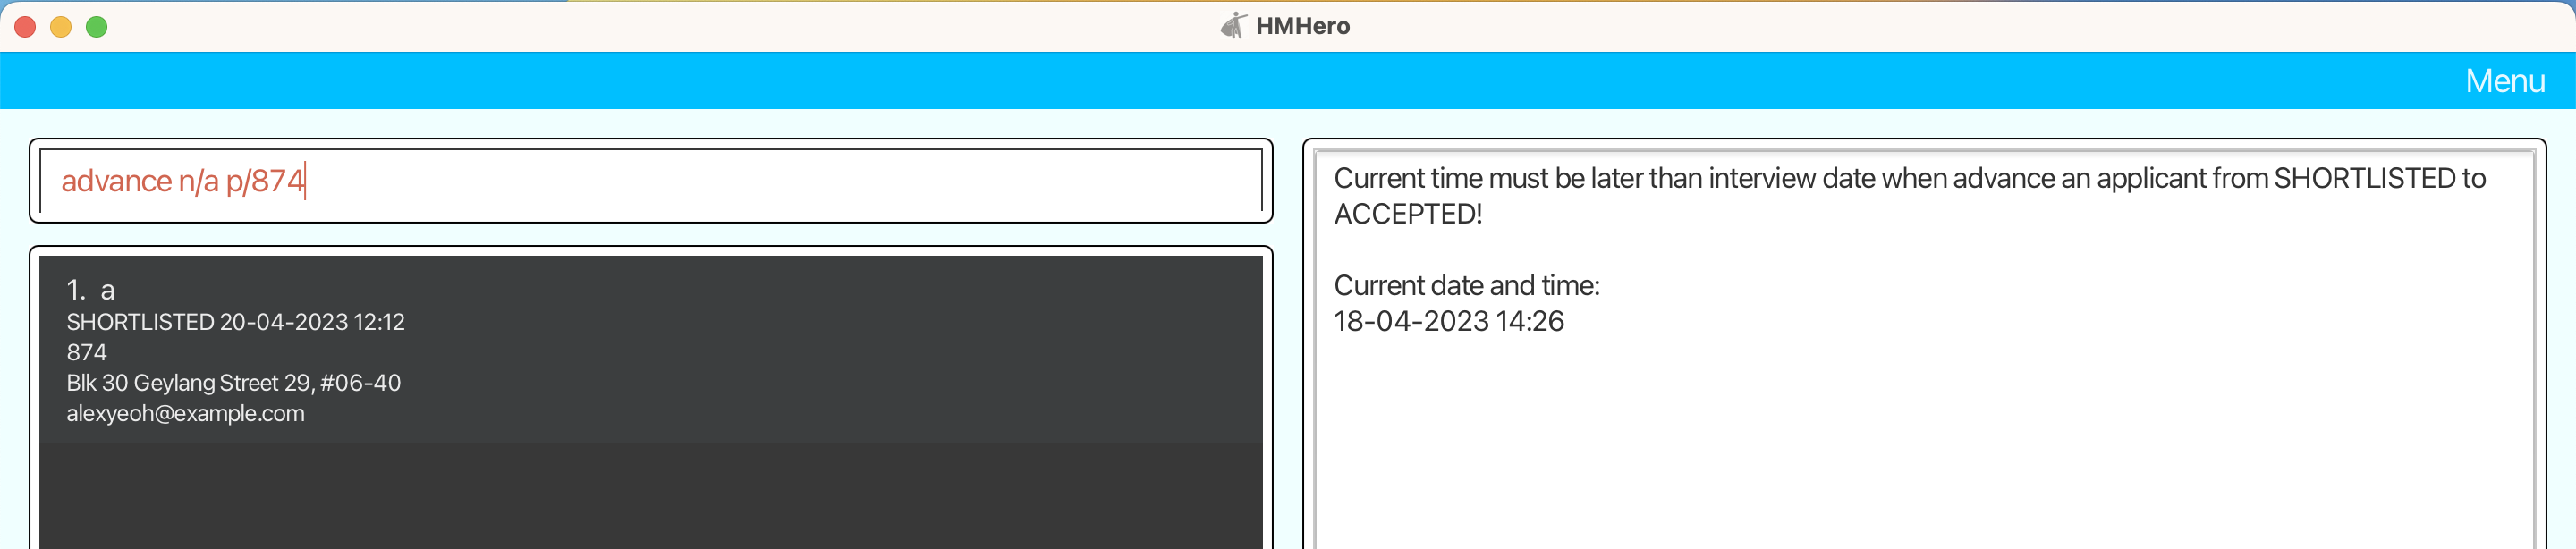 HMHero
Menu
advance n/a p/874
1. a
SHORTLISTED 20-04-2023 12:12
874
Blk 30 Geylang Street 29, #06-40
alexyeoh@example.com
Current time must be later than interview date when advance an applicant from SHORTLISTED to
ACCEPTED!
Current date and time:
18-04-2023 14:26